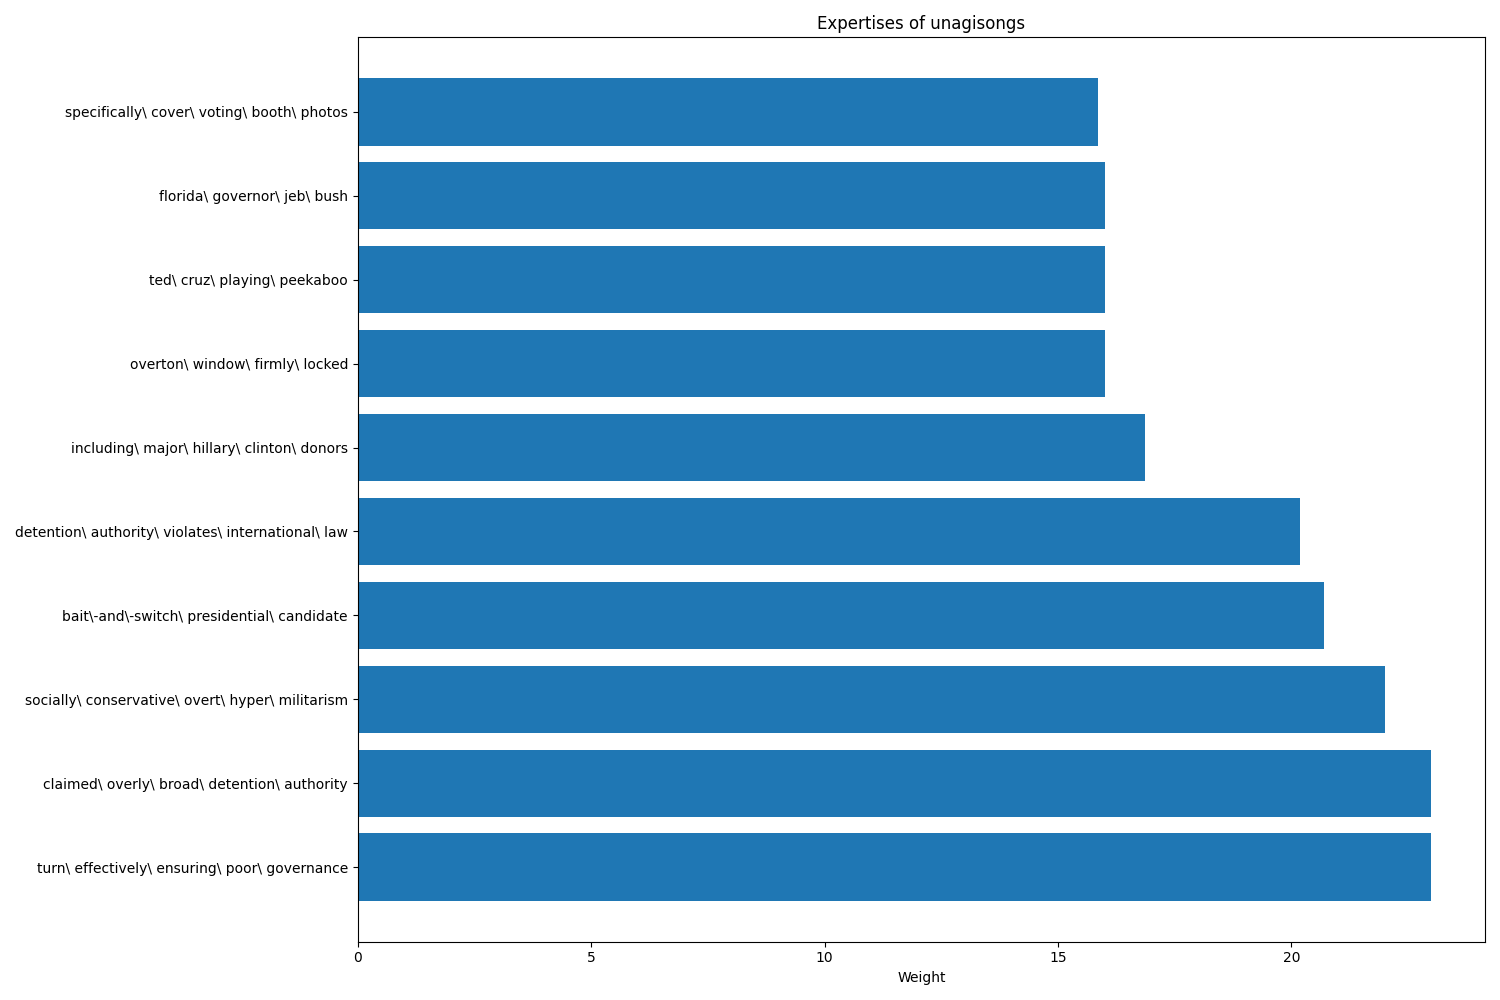 Expertises of unagisongs
specifically\ cover\ voting\ booth\ photos
florida\ governor\ jeb\ bush
ted\ cruz\ playing\ peekaboo
overton\ window\ firmly\ locked
including\ major\ hillary\ clinton\ donors
detention\ authority\ violates\ international\ law
bait\-and\-switch\ presidential\ candidate
socially\ conservative\ overt\ hyper\ militarism
claimed\ overly\ broad\ detention\ authority
turn\ effectively\ ensuring\ poor\ governance
0 5 10 15 20
Weight